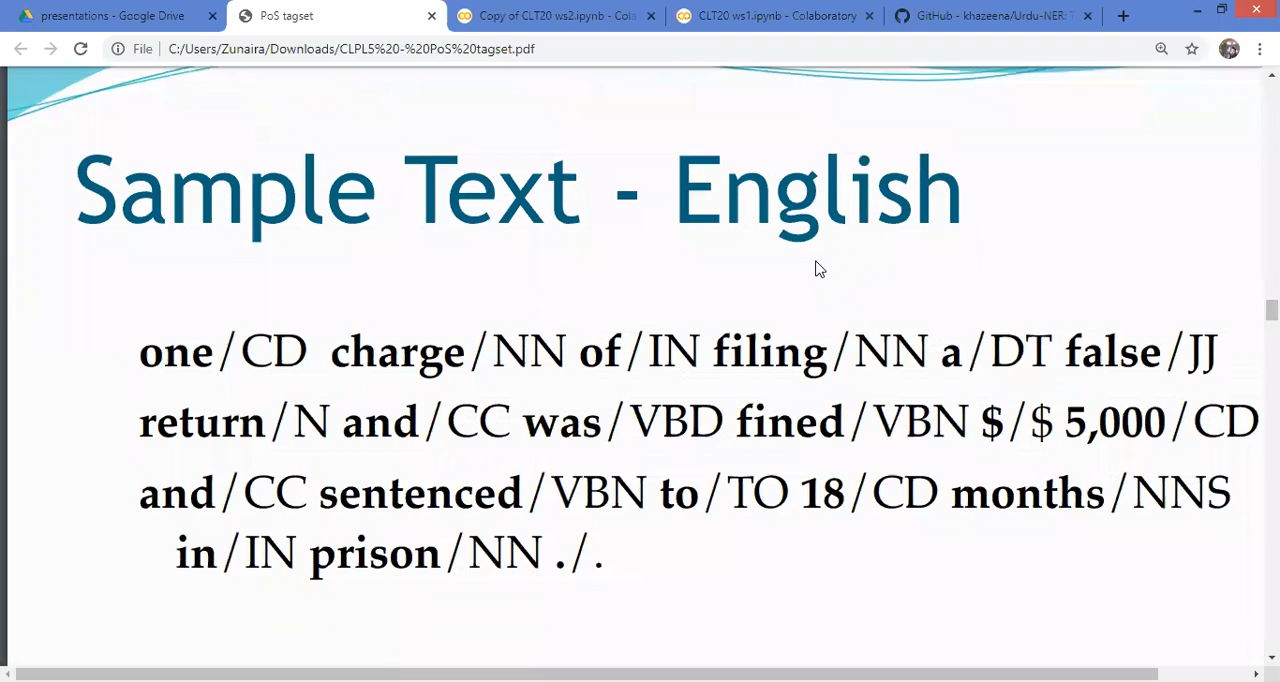 presentations - Google Drive
PoS tagset
Copy of CLT20 ws2.ipynb - Cola
CLT20 ws1.ipynb - Colaboratory
GitHub - khazeena/Urdu-NER: T
File
C:/Users/Zunaira/Downloads/CLPL5%20-%20PoS%20tagset.pdf
Sample Text - English
one/CD charge/NN of/IN filing/NN a/DT false/JJ
return/N and/CC was/VBD fined/VBN $/$ 5,000/CD
and/CC sentenced/VBN to/TO 18/CD months/NNS
in/IN prison/NN ./.